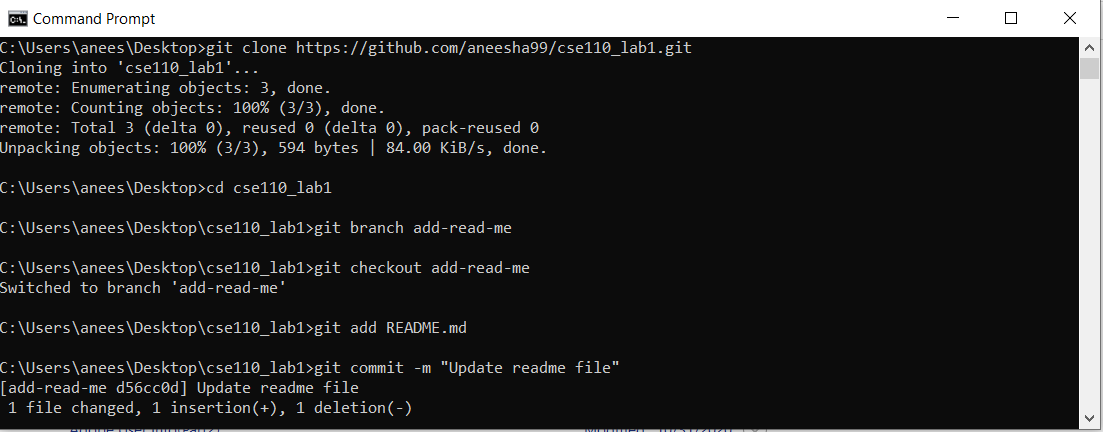 Command Prompt
C:\Users\anees\Desktop>git clone https://github.com/aneesha99/cse110_lab1.git
Cloning into 'cse110_lab1'...
remote: Enumerating objects: 3, done.
remote: Counting objects: 100% (3/3), done.
remote: Total 3 (delta 0), reused 0 (delta 0), pack-reused 0
Unpacking objects: 100% (3/3), 594 bytes | 84.00 KiB/s, done.
C:\Users\anees\Desktop>cd cse110_lab1
C:\Users\anees\Desktop\cse110_lab1>git branch add-read-me
C:\Users\anees\Desktop\cse110_lab1>git checkout add-read-me
Switched to branch 'add-read-me'
C:\Users\anees\Desktop\cse110_lab1>git add README.md
C:\Users\anees\Desktop\cse110_lab1>git commit -m "Update readme file"
[add-read-me d56cc0d] Update readme file
1 file changed, 1 insertion(+), 1 deletion(-)